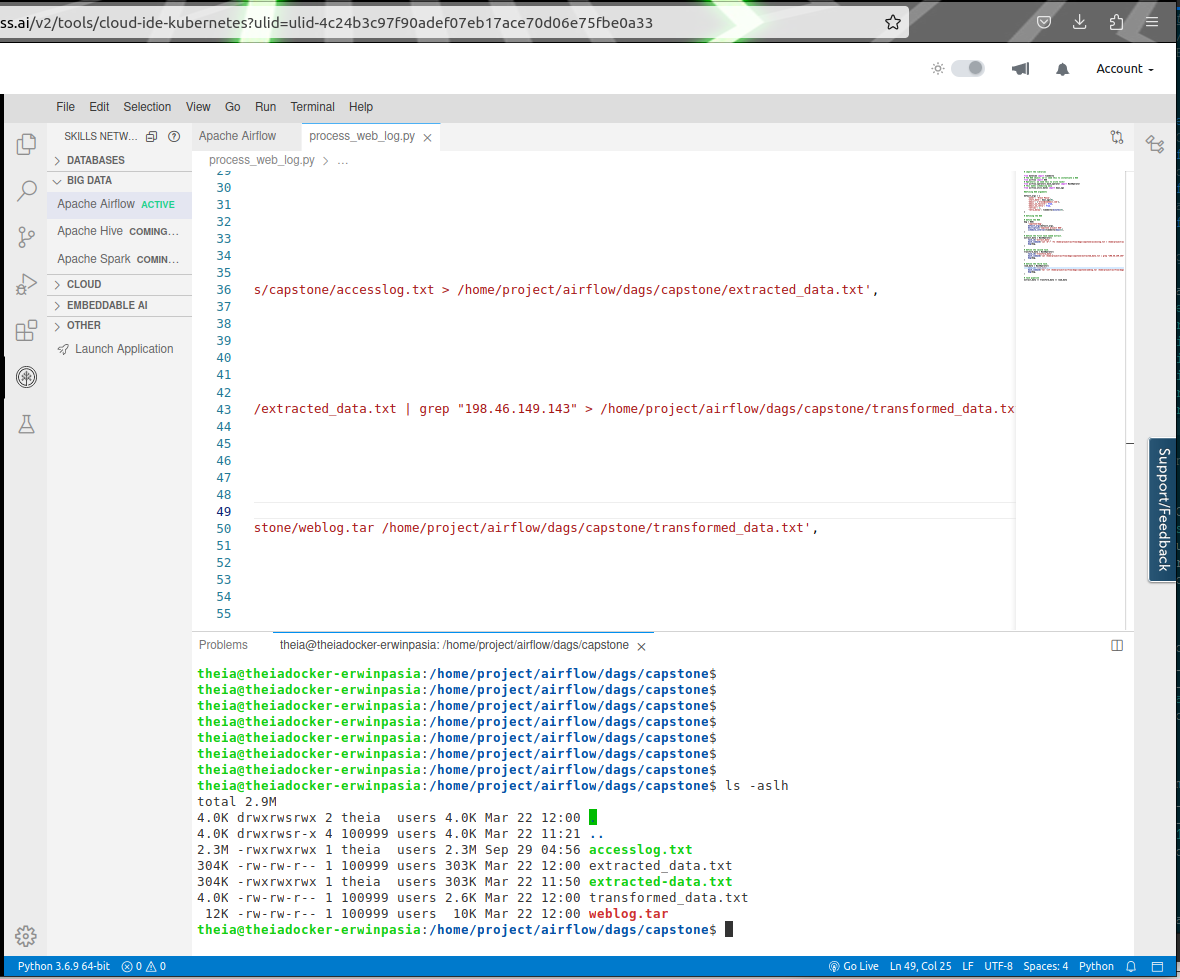 ss.ai/v2/tools/cloud-ide-kubernetes?ulid=ulid-4c24b3c97f90adef07eb17ace70d06e75fbe0a33
Account
File Edit Selection View Go Run Terminal Help
SKILLS NETW...
Apache Airflow
process_web_log.py
process_web_log.py > ...
DATABASES
BIG DATA
Apache Airflow ACTIVE
Apache Hive COMING...
Apache Spark COMIN...
CLOUD
EMBEDDABLE AI
OTHER
Launch Application
29
30
31
32
33
34
35
36 s/capstone/accesslog.txt > /home/project/airflow/dags/capstone/extracted_data.txt',
37
38
39
40
41
42
43 /extracted_data.txt | grep "198.46.149.143" > /home/project/airflow/dags/capstone/transformed_data.tx
44
45
46
47
48
49
50 stone/weblog.tar /home/project/airflow/dags/capstone/transformed_data.txt',
51
52
53
54
55
Support/Feedback
Problems
theia@theiadocker-erwinpasia: /home/project/airflow/dags/capstone
theia@theiadocker-erwinpasia:/home/project/airflow/dags/capstone$
theia@theiadocker-erwinpasia:/home/project/airflow/dags/capstone$
theia@theiadocker-erwinpasia:/home/project/airflow/dags/capstone$
theia@theiadocker-erwinpasia:/home/project/airflow/dags/capstone$
theia@theiadocker-erwinpasia:/home/project/airflow/dags/capstone$
theia@theiadocker-erwinpasia:/home/project/airflow/dags/capstone$
theia@theiadocker-erwinpasia:/home/project/airflow/dags/capstone$
theia@theiadocker-erwinpasia:/home/project/airflow/dags/capstone$ ls -aslh
total 2.9M
4.0K drwxrwsrwx 2 theia  users 4.0K Mar 22 12:00 .
4.0K drwxrwsr-x 4 100999 users 4.0K Mar 22 11:21 ..
2.3M -rwxrwxrwx 1 theia  users 2.3M Sep 29 04:56 accesslog.txt
304K -rw-rw-r-- 1 100999 users 303K Mar 22 12:00 extracted_data.txt
304K -rwxrwxrwx 1 theia  users 303K Mar 22 11:50 extracted-data.txt
4.0K -rw-rw-r-- 1 100999 users 2.6K Mar 22 12:00 transformed_data.txt
12K -rw-rw-r-- 1 100999 users  10K Mar 22 12:00 weblog.tar
theia@theiadocker-erwinpasia:/home/project/airflow/dags/capstone$
Python 3.6.9 64-bit 0 0 Go Live Ln 49, Col 25 LF UTF-8 Spaces: 4 Python